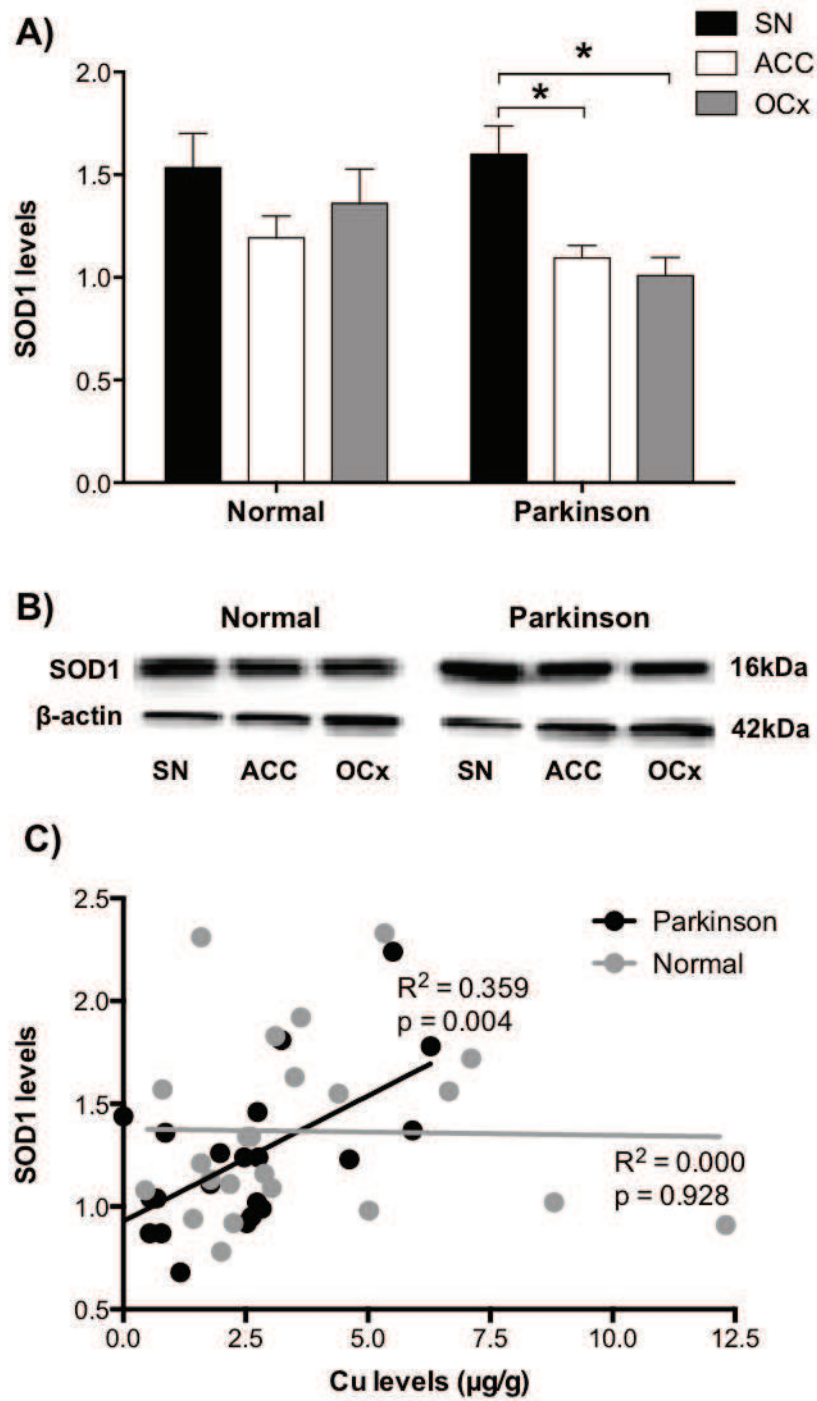 A)
SN
ACC
OCx
*
*
2.0
1.5
1.0
0.5
0.0
SOD1 levels
Normal Parkinson
B)
Normal Parkinson
SOD1 16kDa
β-actin 42kDa
SN ACC OCx SN ACC OCx
C)
2.5
2.0
1.5
1.0
0.5
SOD1 levels
Parkinson
Normal
R² = 0.359
p = 0.004
R² = 0.000
p = 0.928
0.0 2.5 5.0 7.5 10.0 12.5
Cu levels (µg/g)